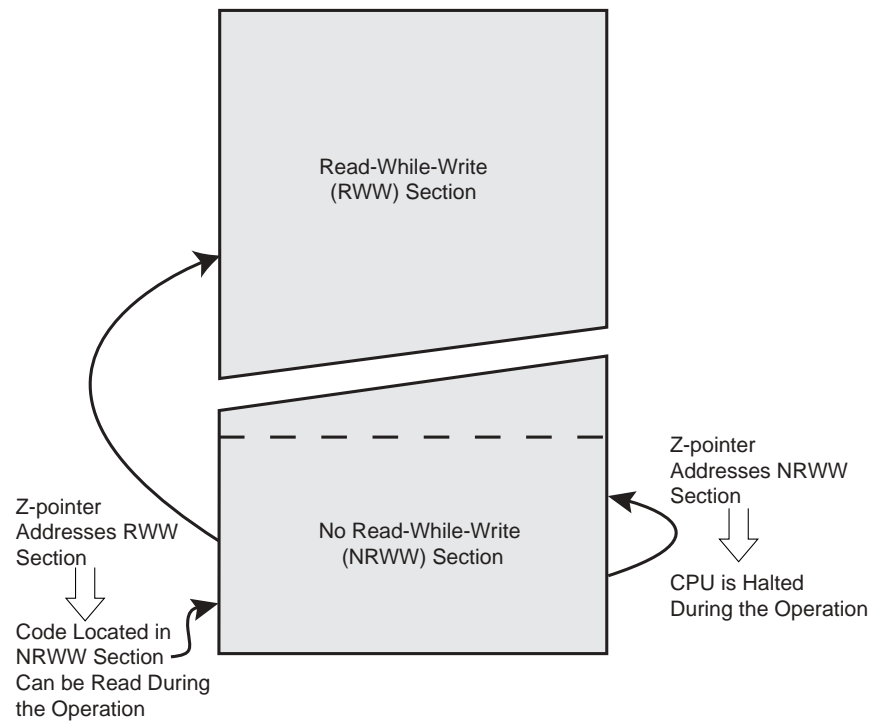 Read-While-Write
(RWW) Section
Z-pointer
Addresses NRWW
Section
No Read-While-Write
(NRWW) Section
Z-pointer
Addresses RWW
Section
CPU is Halted
During the Operation
Code Located in
NRWW Section
Can be Read During
the Operation